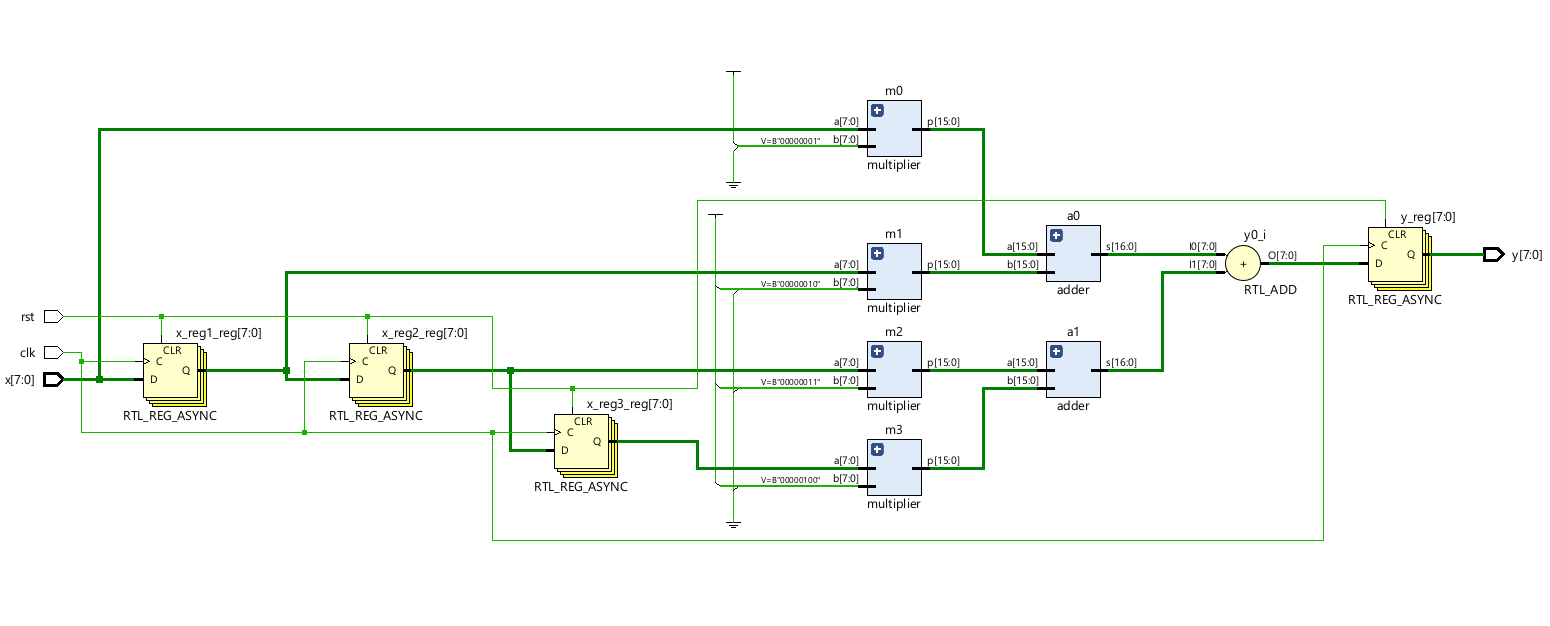 m0
a[7:0]
p[15:0]
V=B"00000001"
b[7:0]
multiplier
m1
a[7:0]
p[15:0]
V=B"00000010"
b[7:0]
multiplier
a0
a[15:0]
s[16:0]
b[15:0]
adder
y0_i
I0[7:0]
I1[7:0]
+
O[7:0]
RTL_ADD
y_reg[7:0]
CLR
C
Q
D
RTL_REG_ASYNC
y[7:0]
rst
clk
x[7:0]
x_reg1_reg[7:0]
CLR
C
Q
D
RTL_REG_ASYNC
x_reg2_reg[7:0]
CLR
C
Q
D
RTL_REG_ASYNC
x_reg3_reg[7:0]
CLR
C
Q
D
RTL_REG_ASYNC
m2
a[7:0]
p[15:0]
V=B"00000011"
b[7:0]
multiplier
a1
a[15:0]
s[16:0]
b[15:0]
adder
m3
a[7:0]
p[15:0]
V=B"00000100"
b[7:0]
multiplier